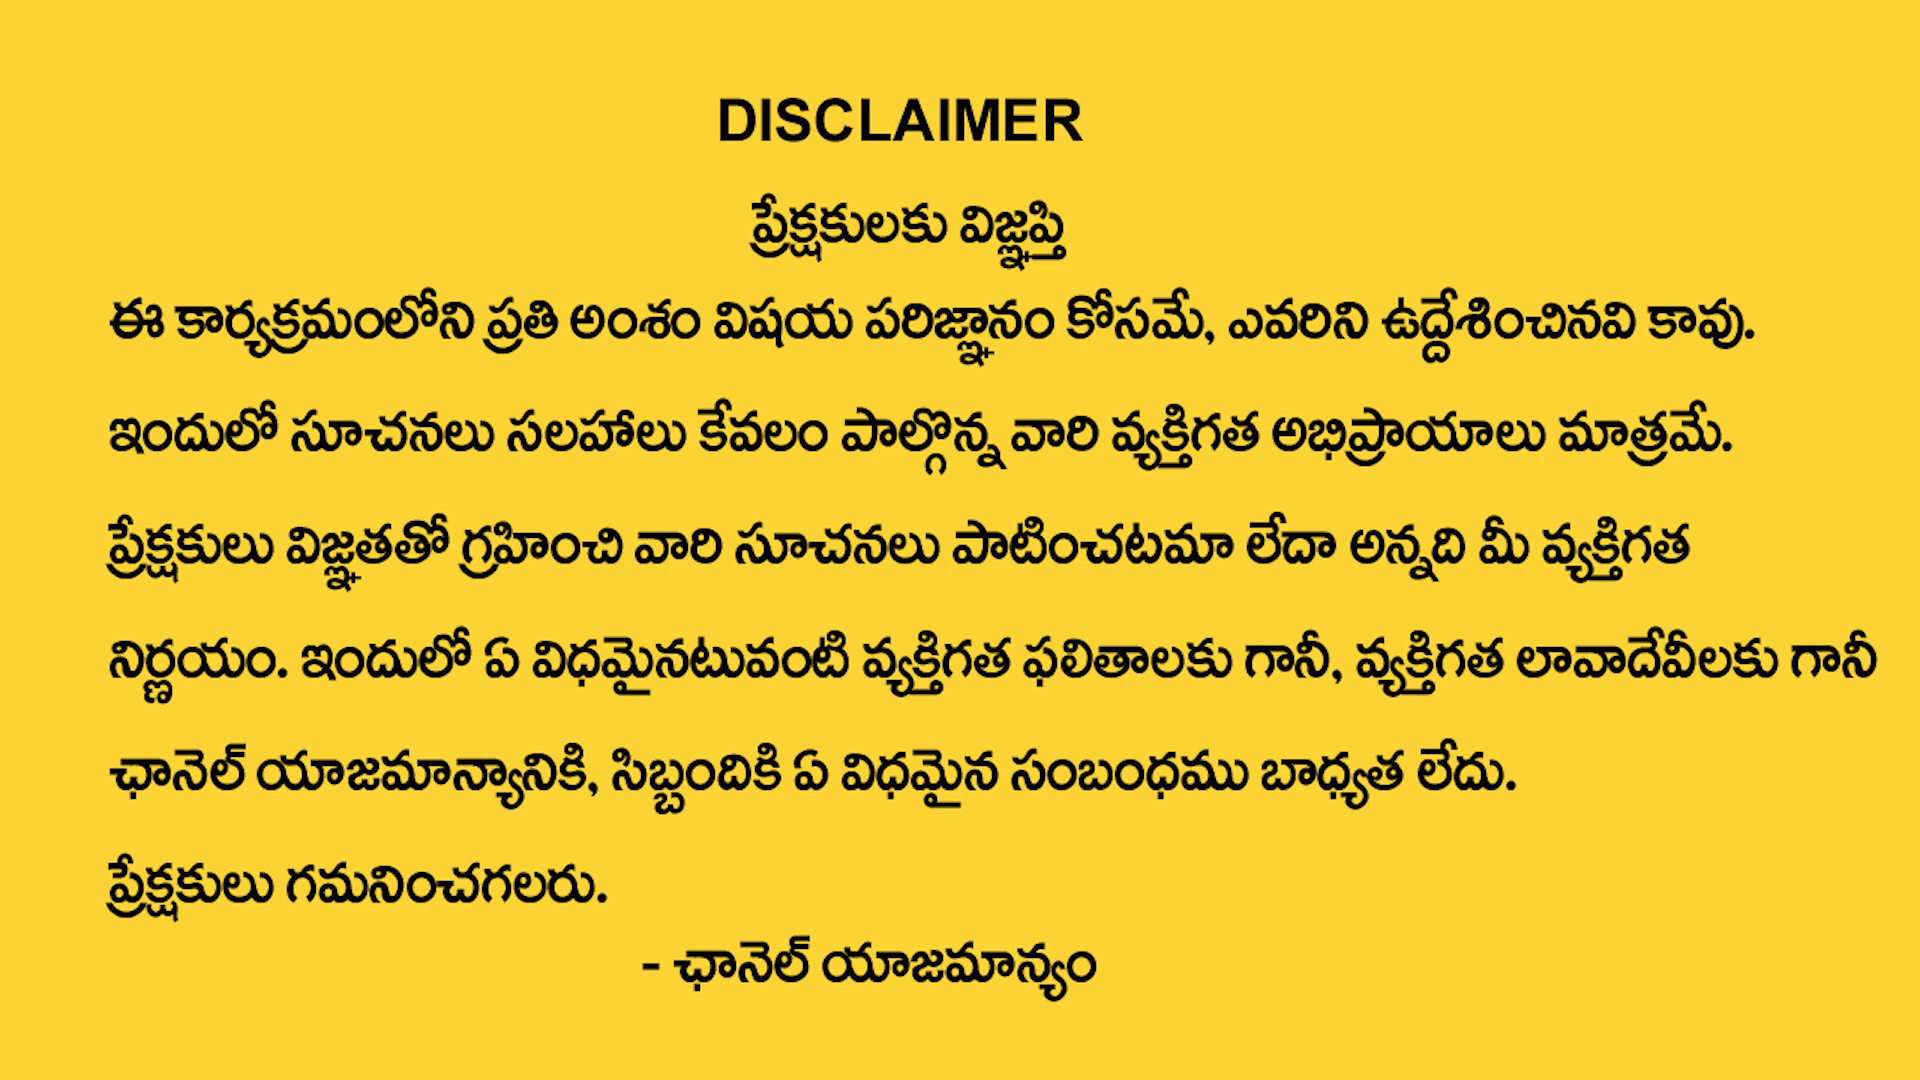 DISCLAIMER
ప్రేక్షకులకు విజ్ఞప్తి
ఈ కార్యక్రమంలోని ప్రతి అంశం విషయ పరిజ్ఞానం కోసమే, ఎవరిని ఉద్దేశించినవి కావు.
ఇందులో సూచనలు సలహాలు కేవలం పాల్గొన్న వారి వ్యక్తిగత అభిప్రాయాలు మాత్రమే.
ప్రేక్షకులు విజ్ఞతతో గ్రహించి వారి సూచనలు పాటించటమా లేదా అన్నది మీ వ్యక్తిగత
నిర్ణయం. ఇందులో ఏ విధమైనటువంటి వ్యక్తిగత ఫలితాలకు గానీ, వ్యక్తిగత లావాదేవీలకు గానీ
ఛానెల్ యాజమాన్యానికి, సిబ్బందికి ఏ విధమైన సంబంధము బాధ్యత లేదు.
ప్రేక్షకులు గమనించగలరు.
- ఛానెల్ యాజమాన్యం